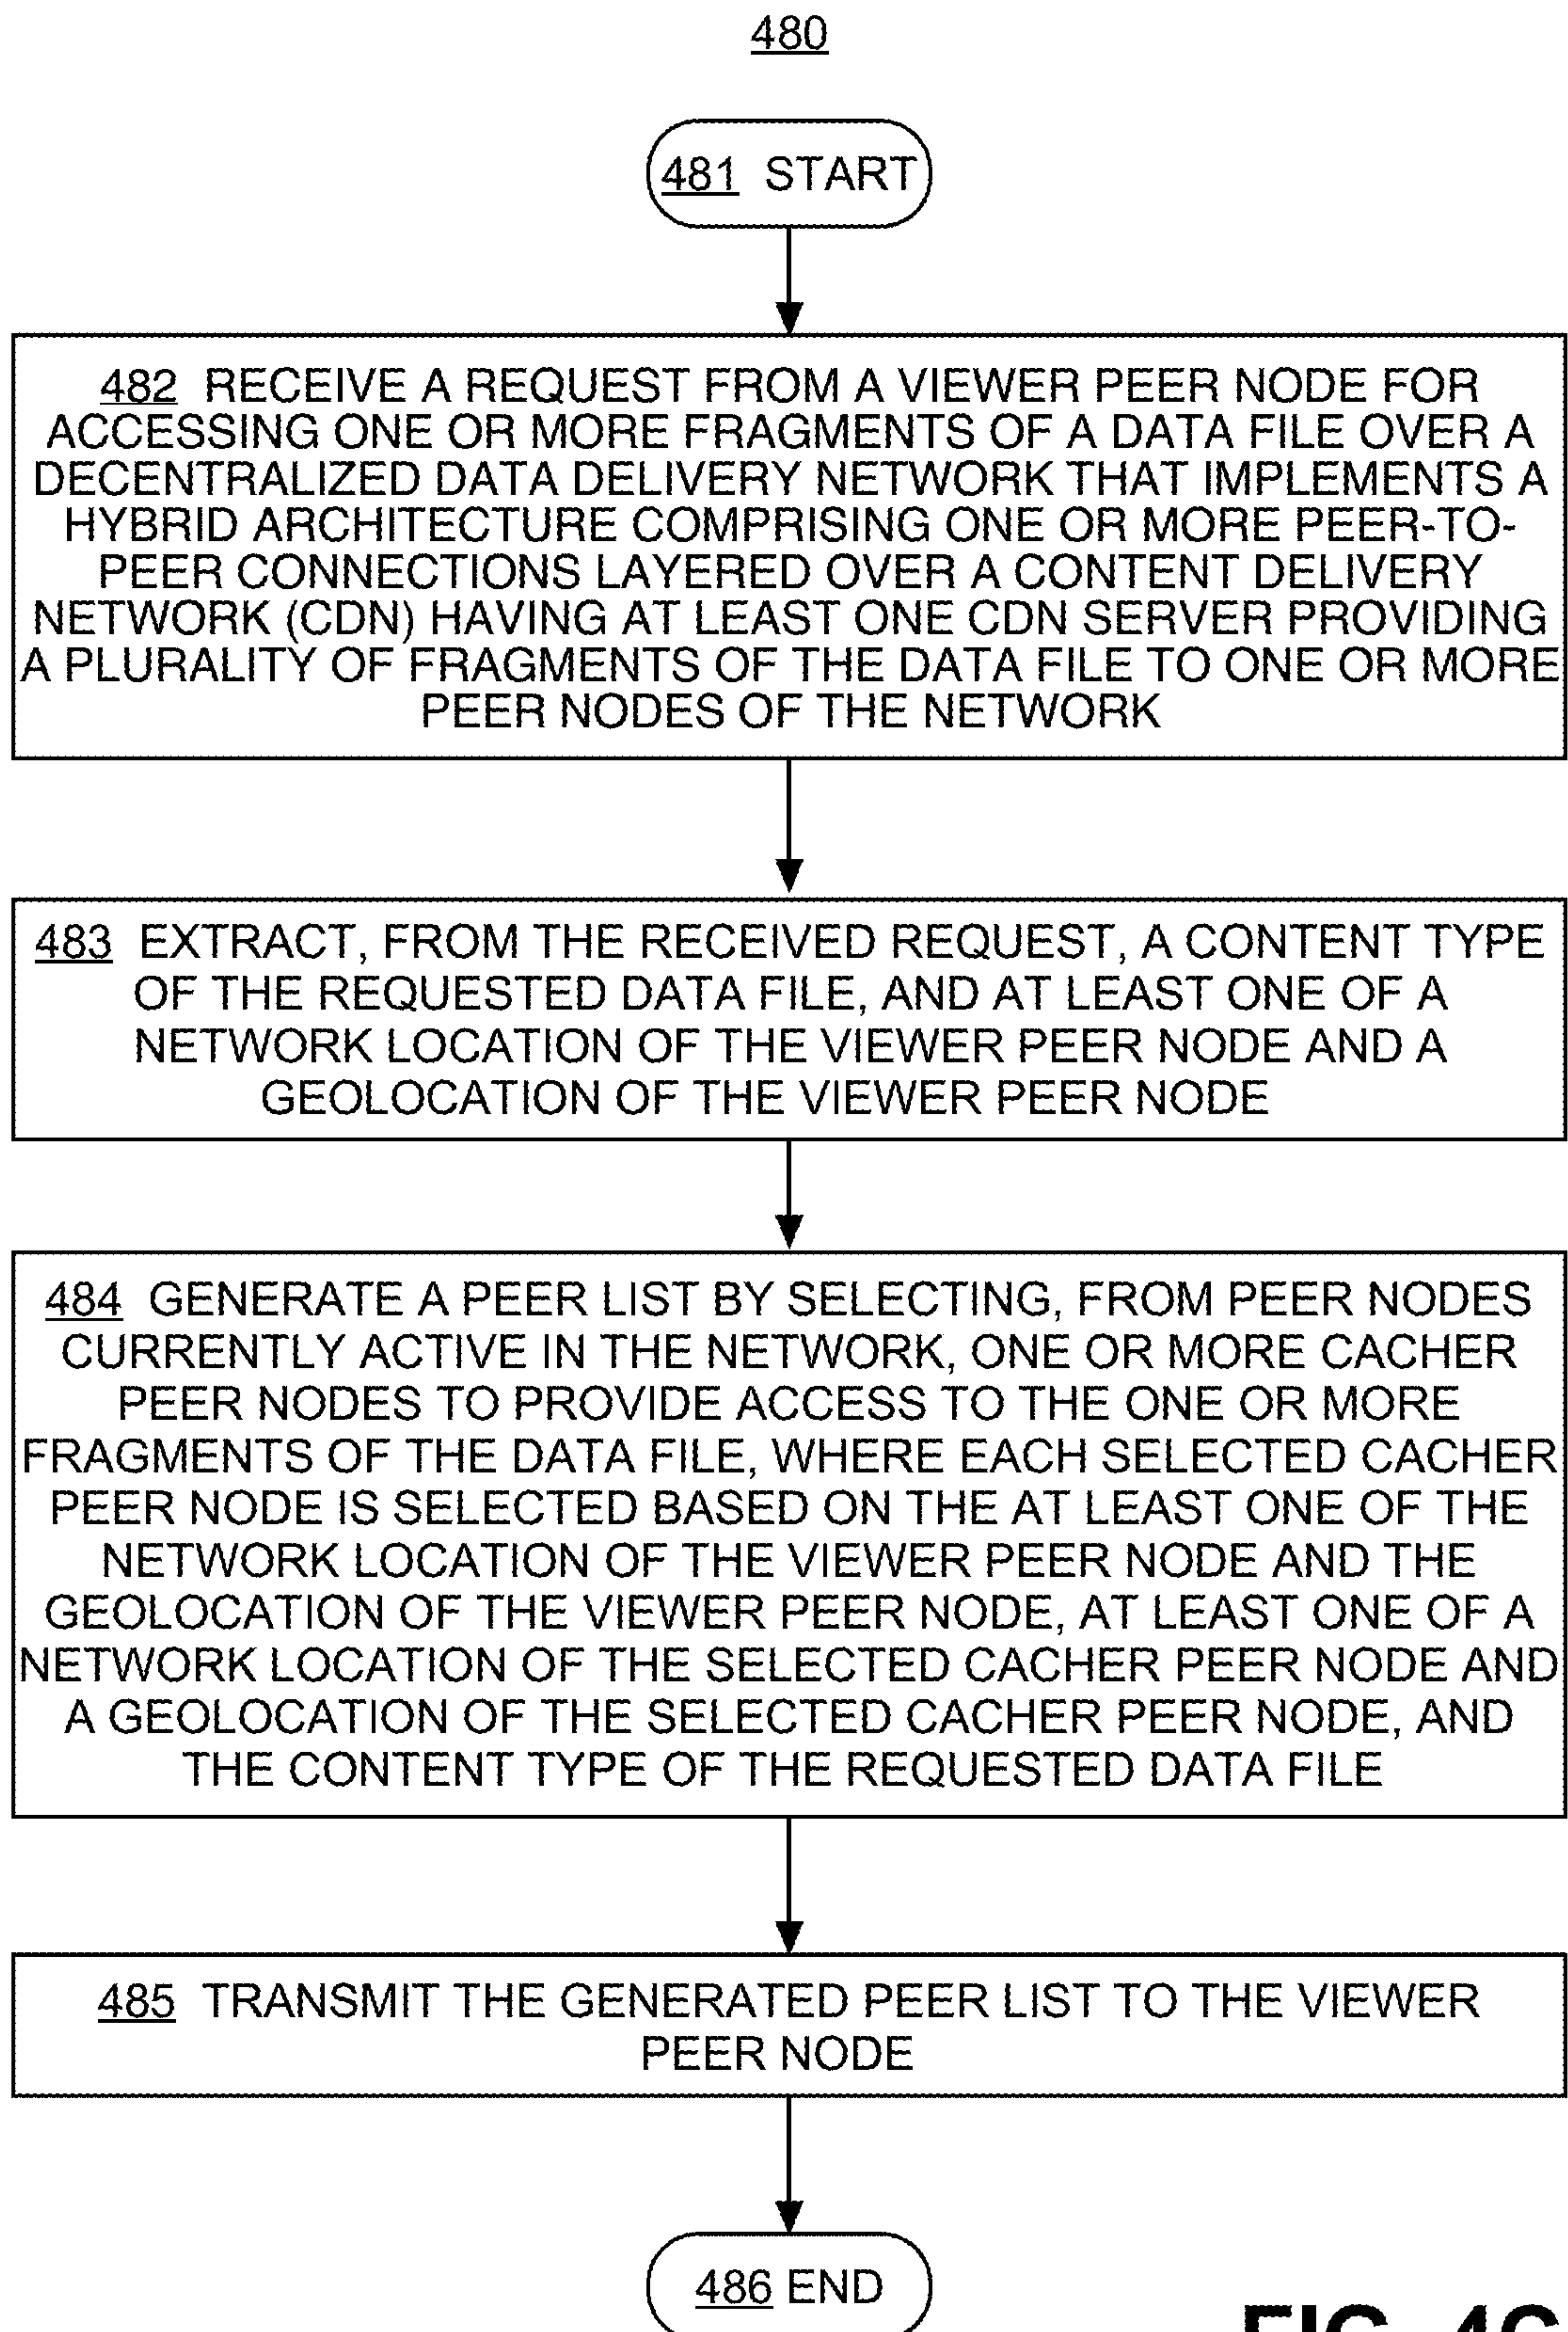 480
481 START
482 RECEIVE A REQUEST FROM A VIEWER PEER NODE FOR
ACCESSING ONE OR MORE FRAGMENTS OF A DATA FILE OVER A
DECENTRALIZED DATA DELIVERY NETWORK THAT IMPLEMENTS A
HYBRID ARCHITECTURE COMPRISING ONE OR MORE PEER-TO-
PEER CONNECTIONS LAYERED OVER A CONTENT DELIVERY
NETWORK (CDN) HAVING AT LEAST ONE CDN SERVER PROVIDING
A PLURALITY OF FRAGMENTS OF THE DATA FILE TO ONE OR MORE
PEER NODES OF THE NETWORK
483 EXTRACT, FROM THE RECEIVED REQUEST, A CONTENT TYPE
OF THE REQUESTED DATA FILE, AND AT LEAST ONE OF A
NETWORK LOCATION OF THE VIEWER PEER NODE AND A
GEOLOCATION OF THE VIEWER PEER NODE
484 GENERATE A PEER LIST BY SELECTING, FROM PEER NODES
CURRENTLY ACTIVE IN THE NETWORK, ONE OR MORE CACHER
PEER NODES TO PROVIDE ACCESS TO THE ONE OR MORE
FRAGMENTS OF THE DATA FILE, WHERE EACH SELECTED CACHER
PEER NODE IS SELECTED BASED ON THE AT LEAST ONE OF THE
NETWORK LOCATION OF THE VIEWER PEER NODE AND THE
GEOLOCATION OF THE VIEWER PEER NODE, AT LEAST ONE OF A
NETWORK LOCATION OF THE SELECTED CACHER PEER NODE AND
A GEOLOCATION OF THE SELECTED CACHER PEER NODE, AND
THE CONTENT TYPE OF THE REQUESTED DATA FILE
485 TRANSMIT THE GENERATED PEER LIST TO THE VIEWER
PEER NODE
486 END
FIG.